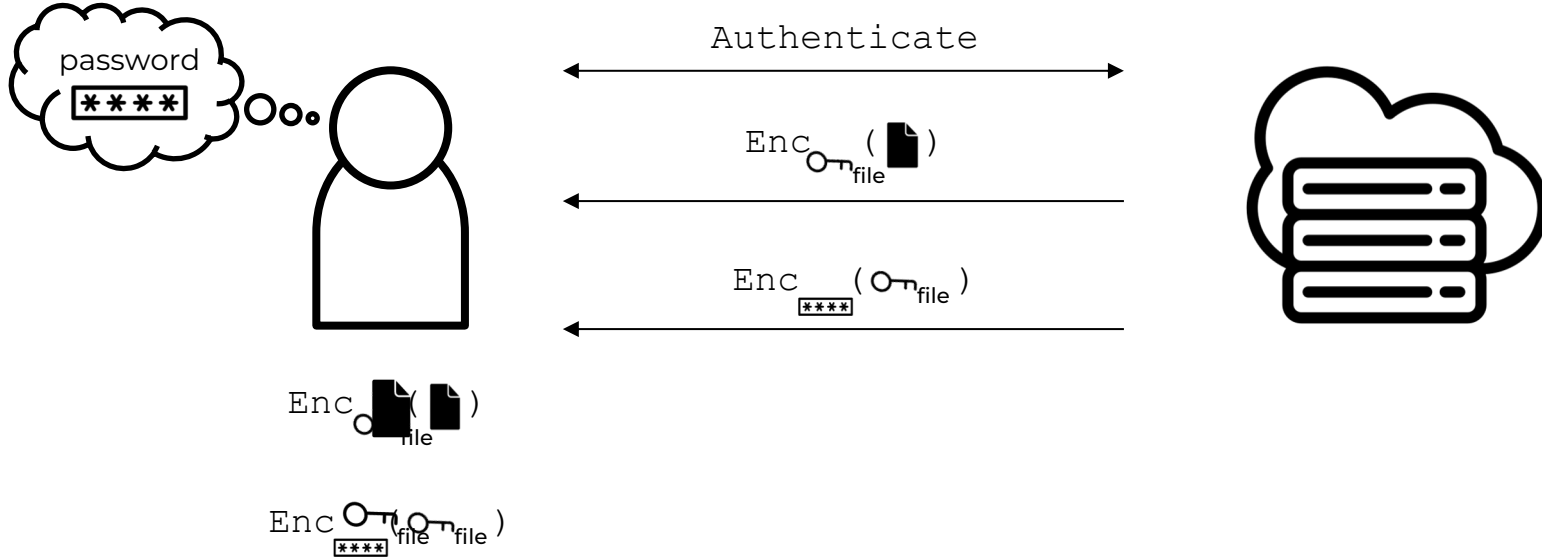 password
****
Authenticate
Enc file ( )
Enc **** ( file )
Enc file ( )
Enc **** file ( file )